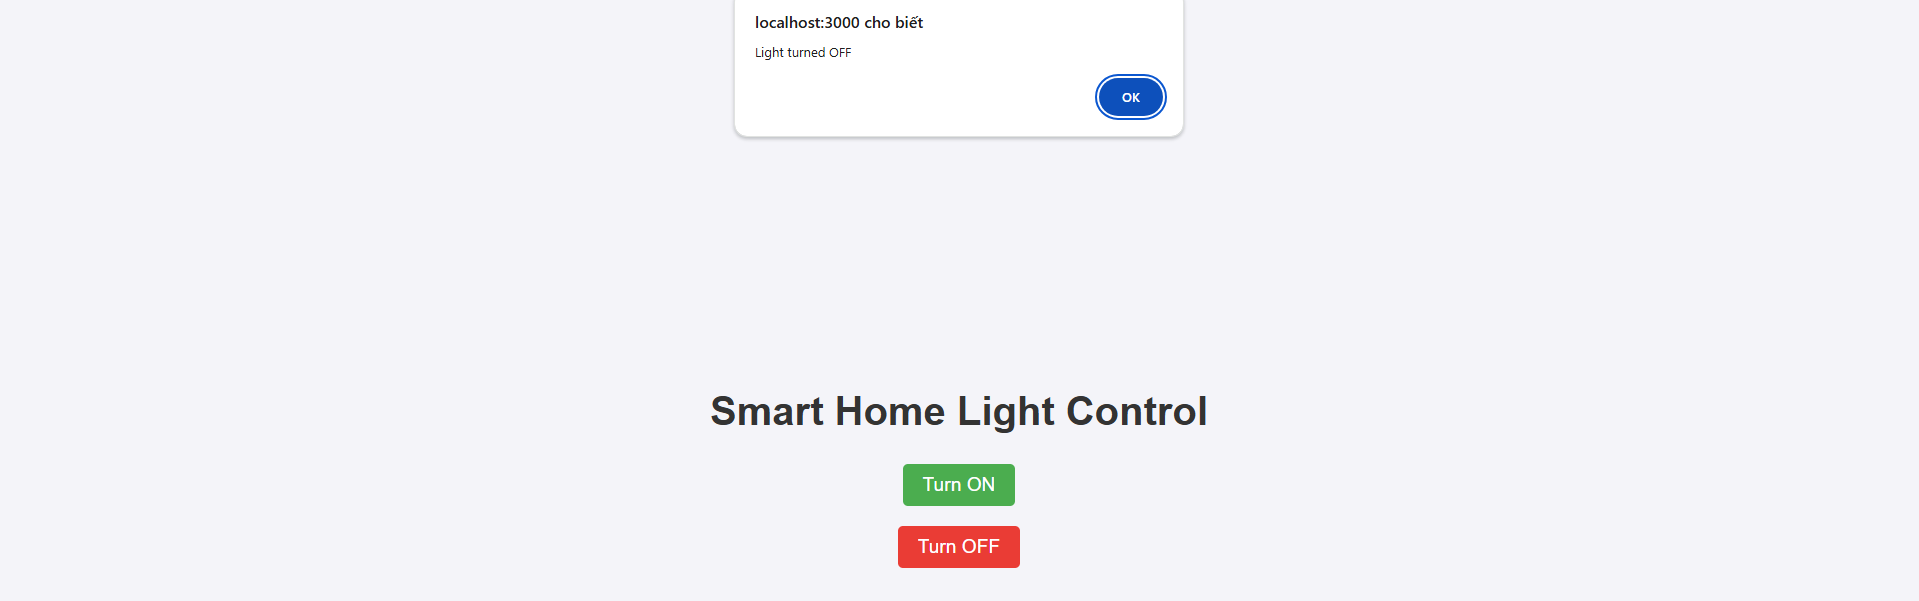 localhost:3000 cho biết
Light turned OFF
OK
Smart Home Light Control
Turn ON
Turn OFF